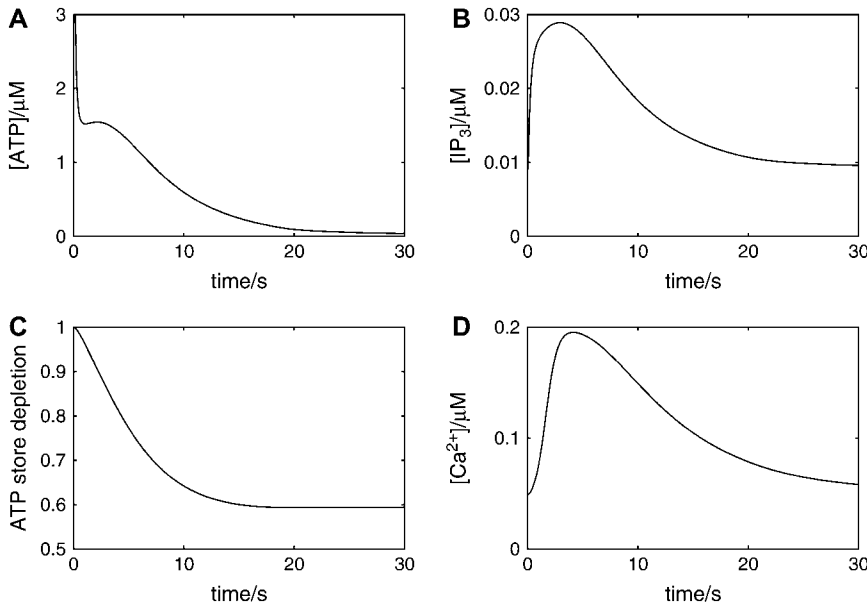 A
[ATP]/μM
3
2
1
0
0 10 20 30
time/s
B
[IP3]/μM
0.03
0.02
0.01
0
0 10 20 30
time/s
C
ATP store depletion
1
0.9
0.8
0.7
0.6
0.5
0 10 20 30
time/s
D
[Ca2+]/μM
0.2
0.1
0
0 10 20 30
time/s